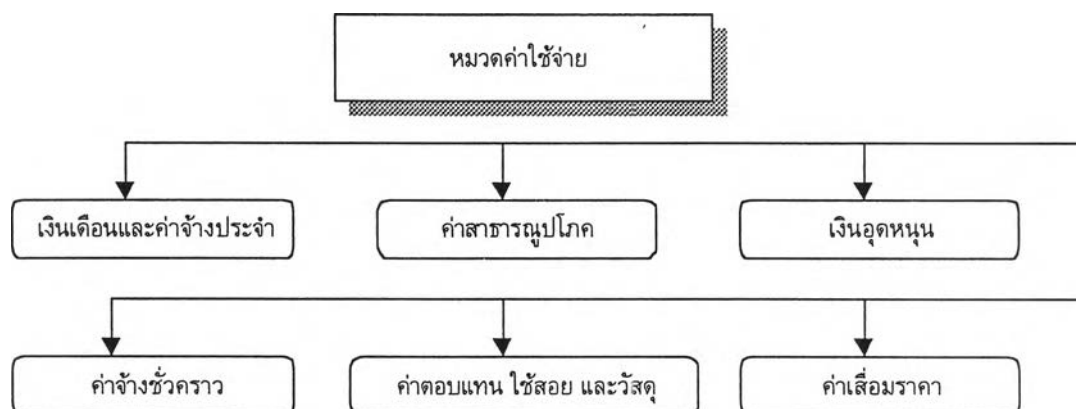 หมวดค่าใช้จ่าย
เงินเดือนและค่าจ้างประจำ
ค่าสาธารณูปโภค
เงินอุดหนุน
ค่าจ้างชั่วคราว
ค่าตอบแทน ใช้สอย และวัสดุ
ค่าเสื่อมราคา